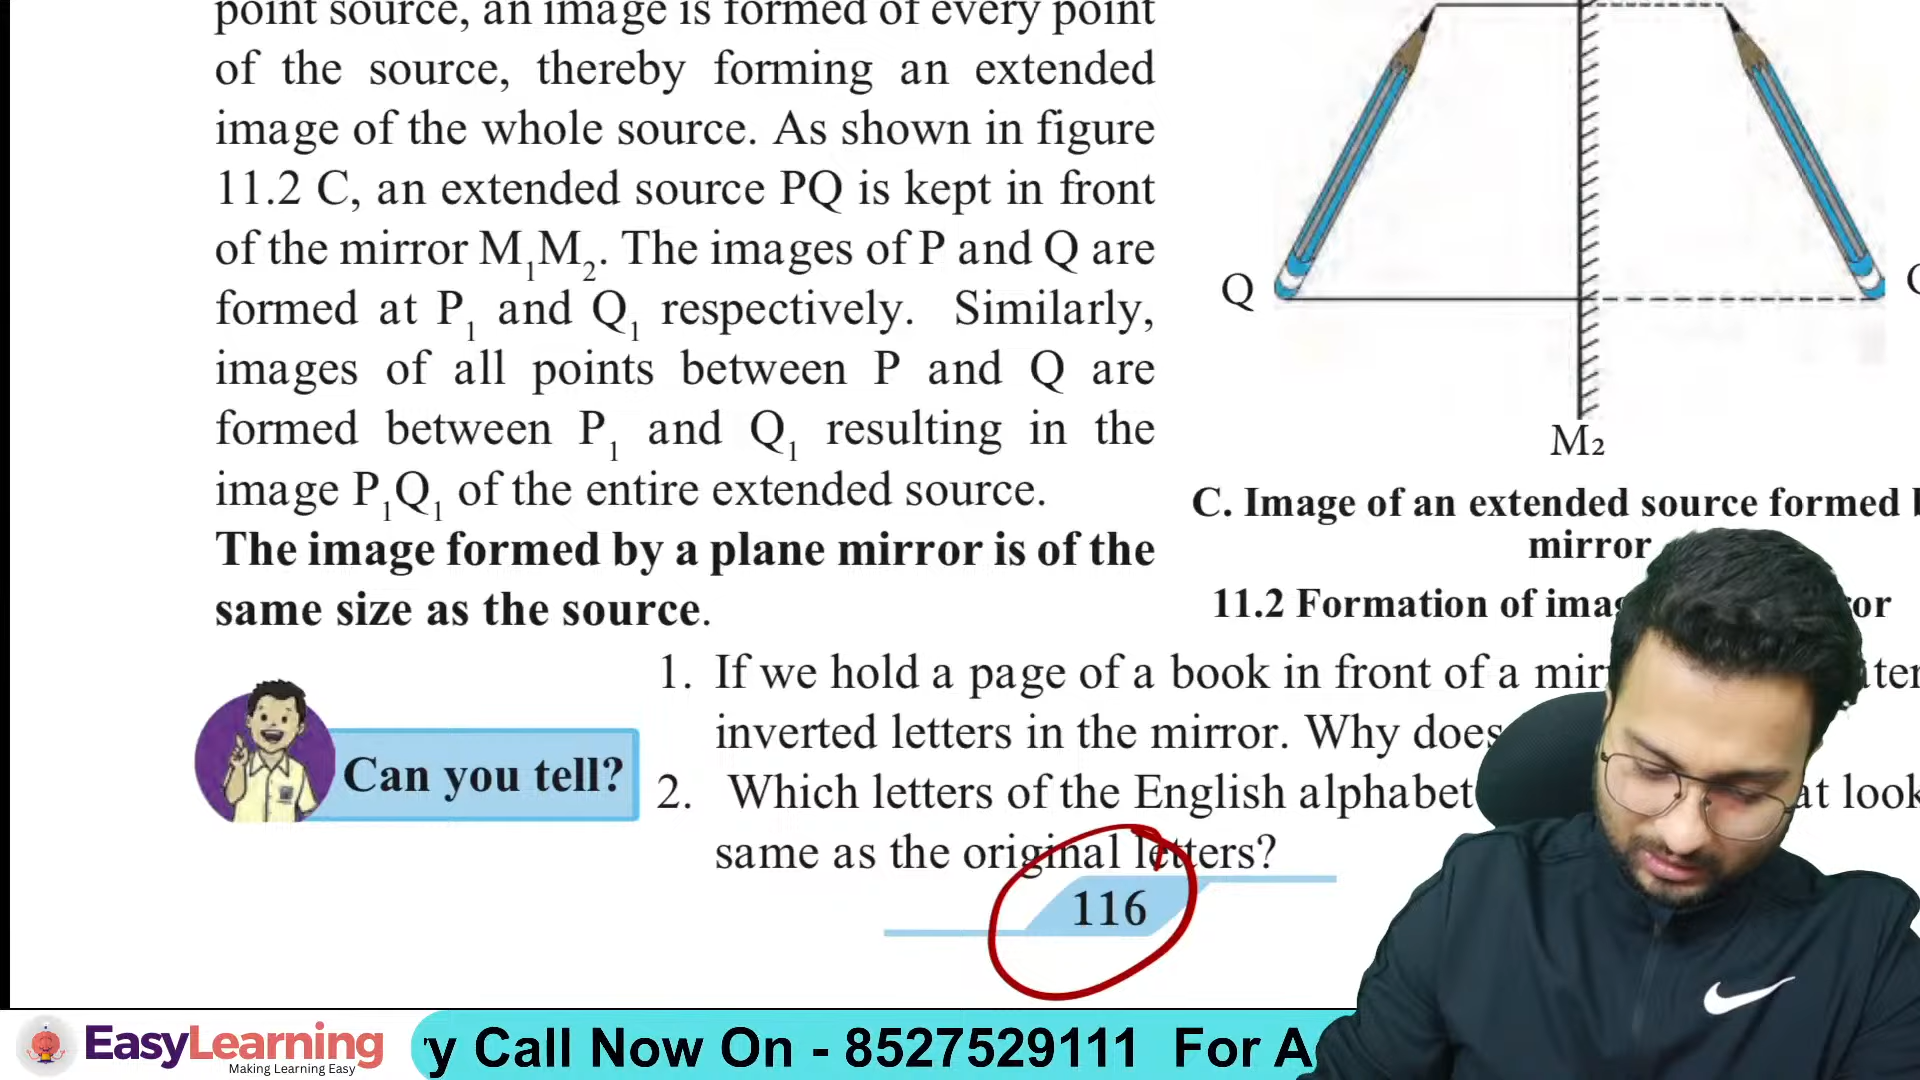 point source, an image is formed of every point
of the source, thereby forming an extended
image of the whole source. As shown in figure
11.2 C, an extended source PQ is kept in front
of the mirror M₁M₂. The images of P and Q are
formed at P₁ and Q₁ respectively. Similarly,
images of all points between P and Q are
formed between P₁ and Q₁ resulting in the
image P₁Q₁ of the entire extended source.
The image formed by a plane mirror is of the
same size as the source.
Q
M₂
C. Image of an extended source formed
mirror
11.2 Formation of
Can you tell?
1. If we hold a page of a book in front of a
inverted letters in the mirror. Why does
2. Which letters of the English alphabet
look
same as the original letters?
116
EasyLearning
Making Learning Easy
y Call Now On - 8527529111 For A